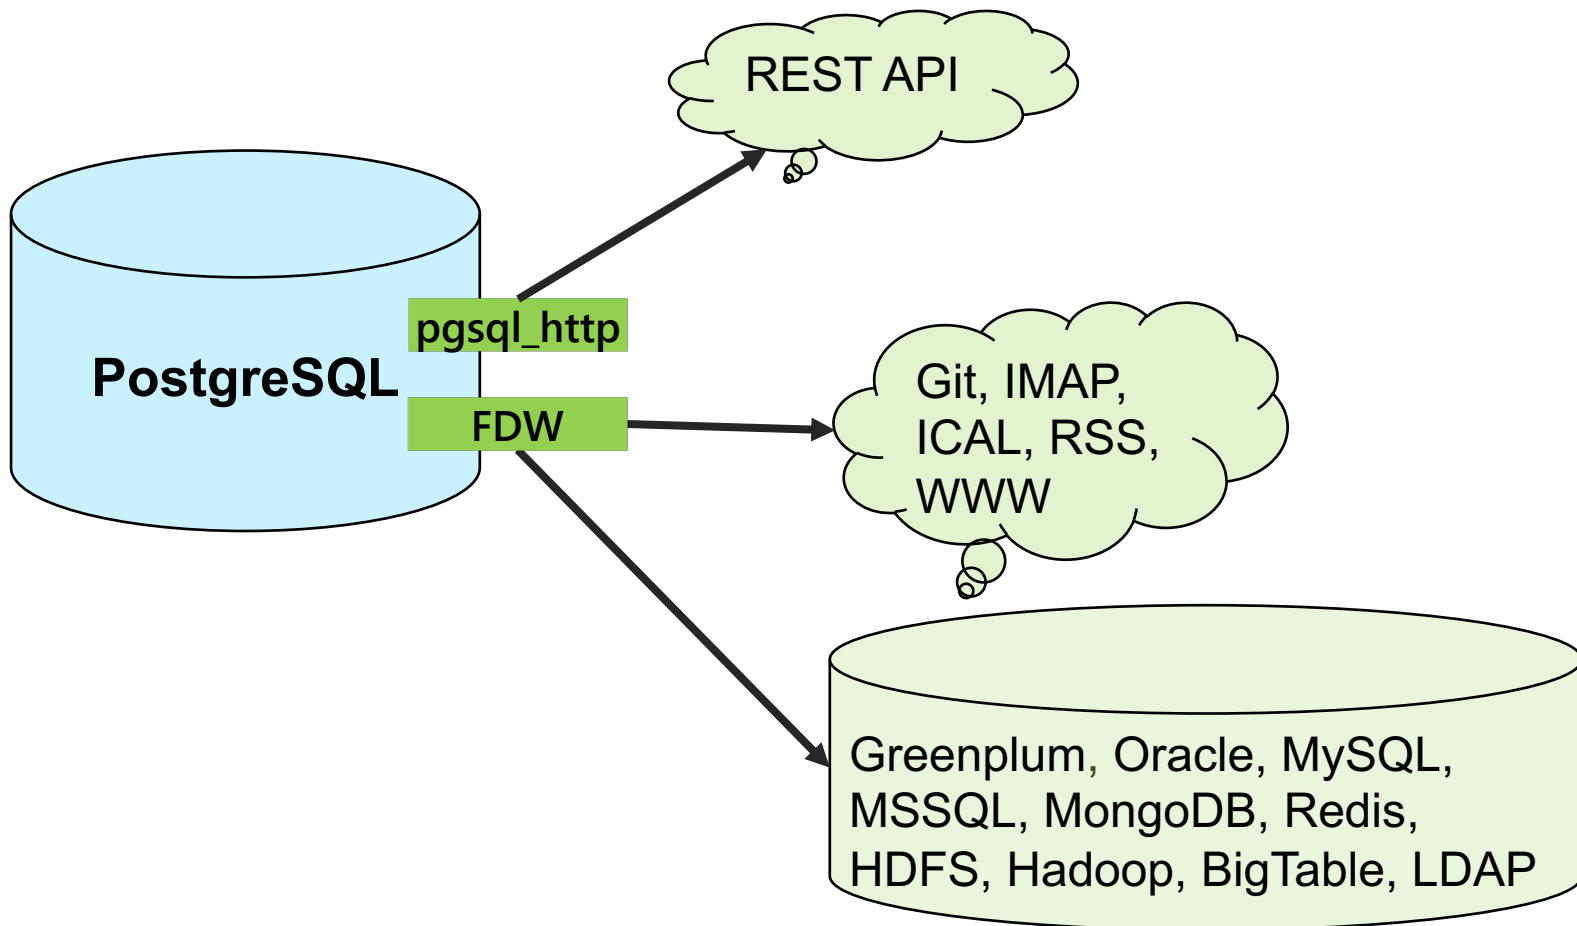 REST API
pgsql_http
PostgreSQL
FDW
Git, IMAP,
ICAL, RSS,
WWW
Greenplum, Oracle, MySQL,
MSSQL, MongoDB, Redis,
HDFS, Hadoop, BigTable, LDAP